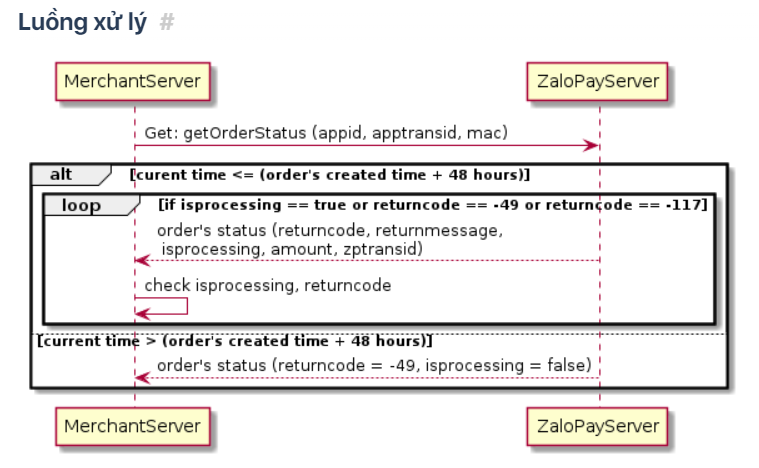 Luồng xử lý #
MerchantServer
ZaloPayServer
Get: getOrderStatus (appid, apptransid, mac)
alt
[curent time <= (order's created time + 48 hours)]
loop
[if isprocessing == true or returncode == -49 or returncode == -117]
order's status (returncode, returnmessage,
isprocessing, amount, zptransid)
check isprocessing, returncode
[current time > (order's created time + 48 hours)]
order's status (returncode = -49, isprocessing = false)
MerchantServer
ZaloPayServer